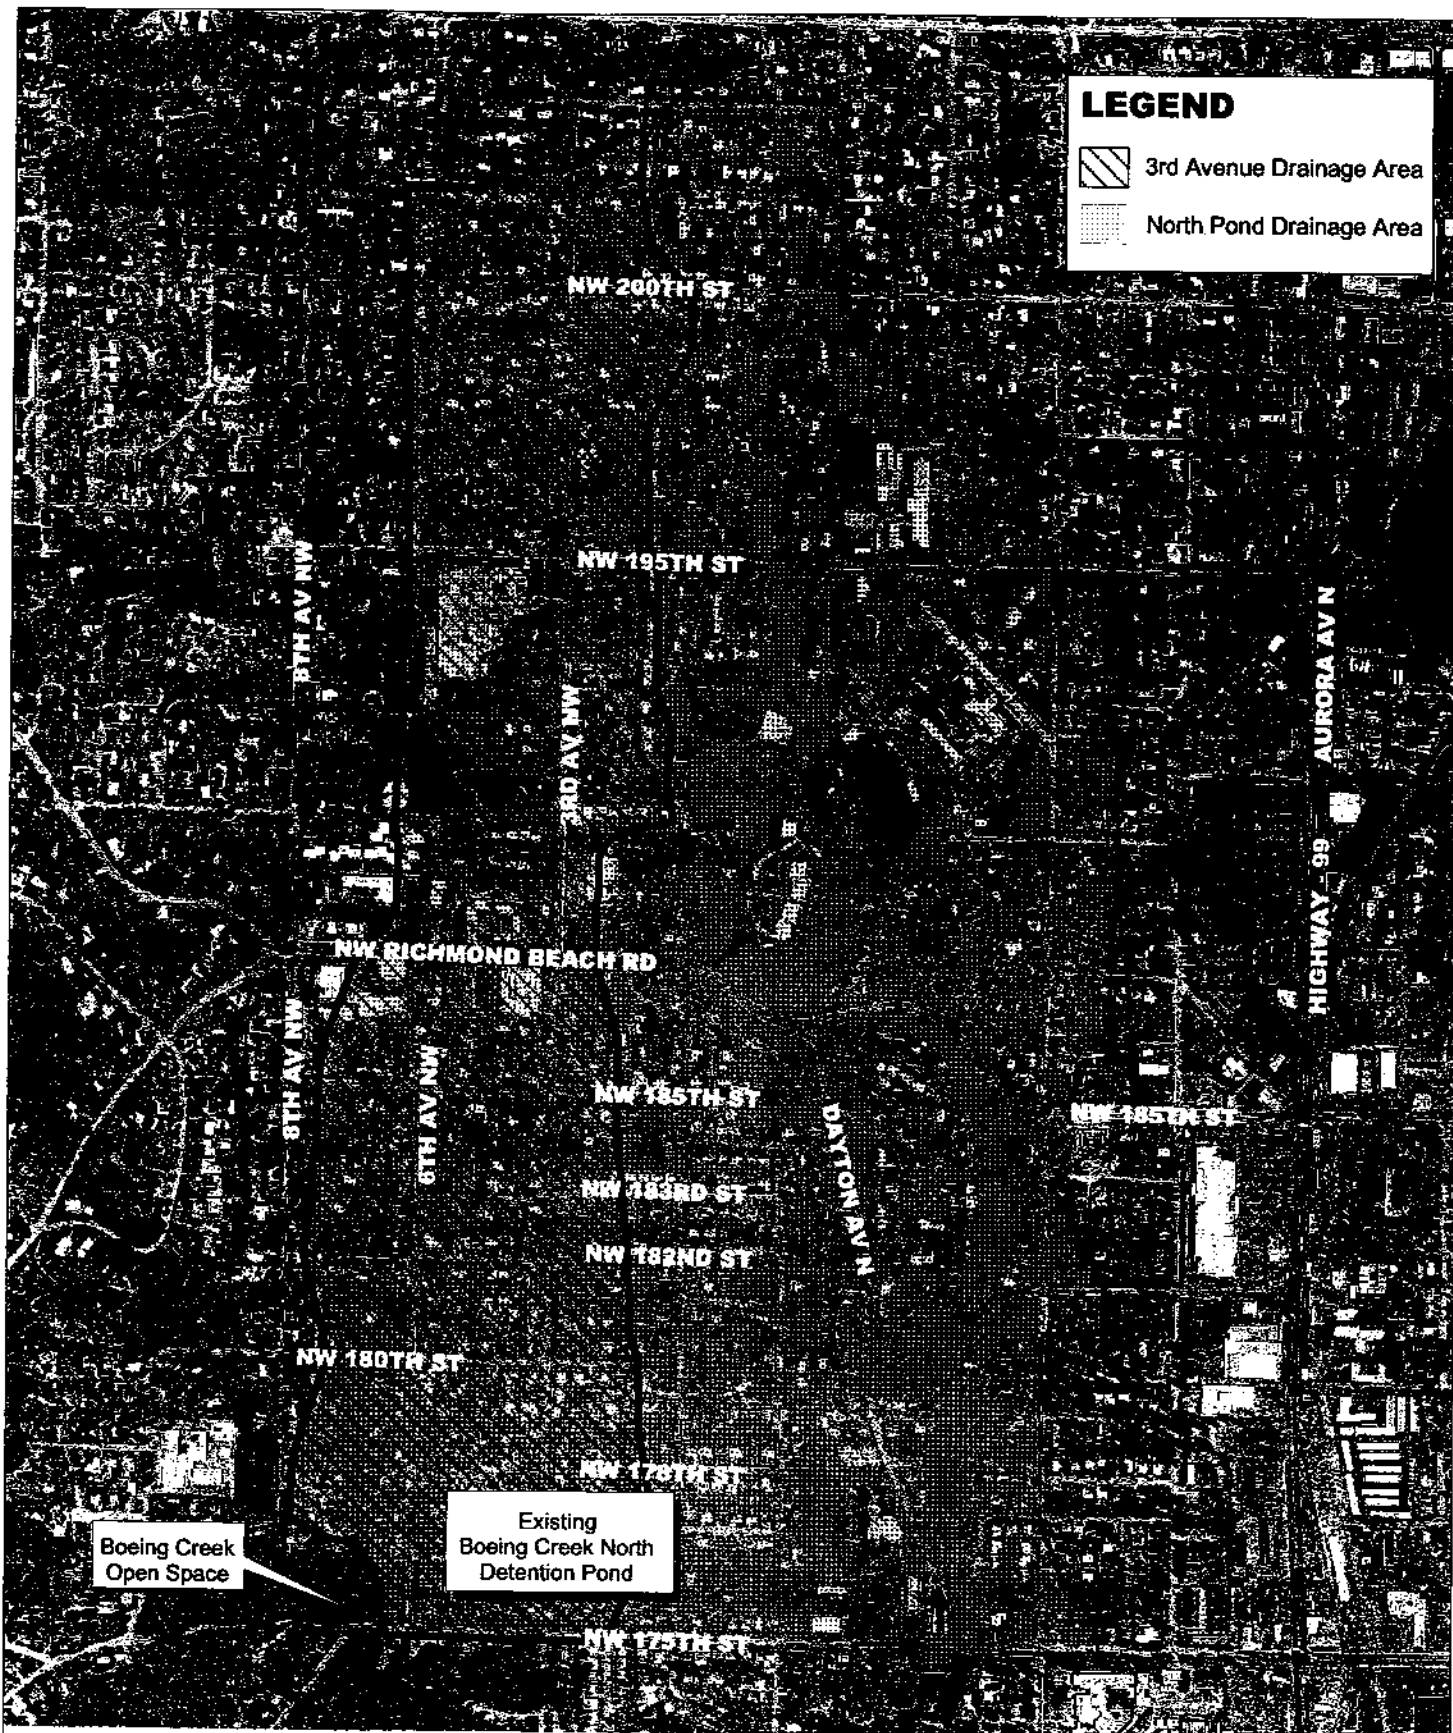 LEGEND
3rd Avenue Drainage Area
North Pond Drainage Area
NW 200TH ST
NW 195TH ST
8TH AV NW
AURORA AV N
3RD AV NW
HIGHWAY 99
NW RICHMOND BEACH RD
8TH AV NW
6TH AV NW
NW 185TH ST
NW 185TH ST
DAYTON AV N
NW 183RD ST
NW 182ND ST
NW 180TH ST
NW 178TH ST
Existing
Boeing Creek North
Detention Pond
Boeing Creek
Open Space
NW 175TH ST